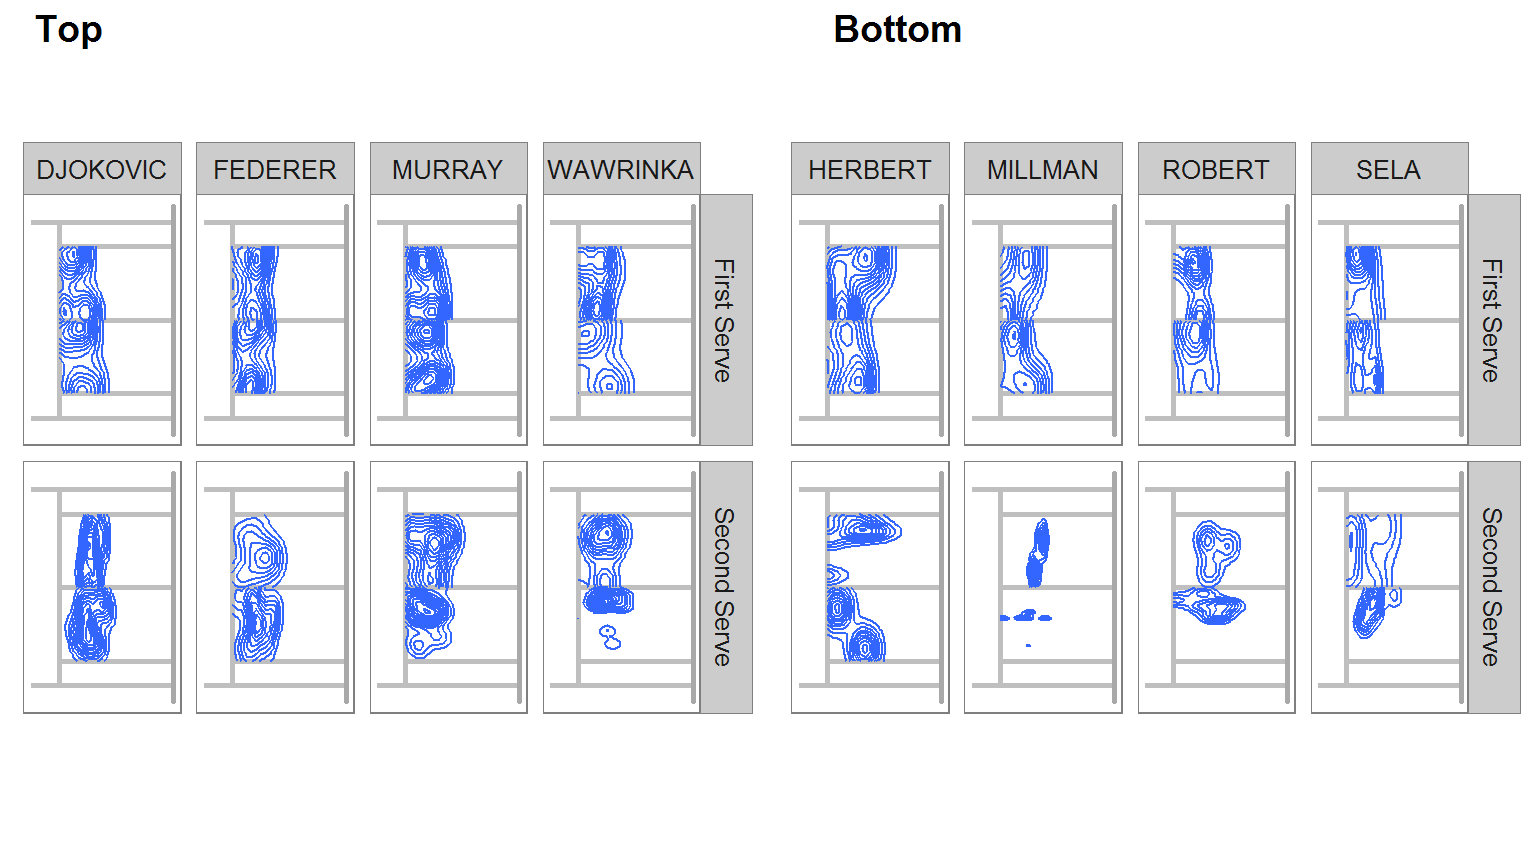 Top
Bottom
DJOKOVIC FEDERER MURRAY WAWRINKA
HERBERT MILLMAN ROBERT SELA
First Serve
First Serve
Second Serve
Second Serve